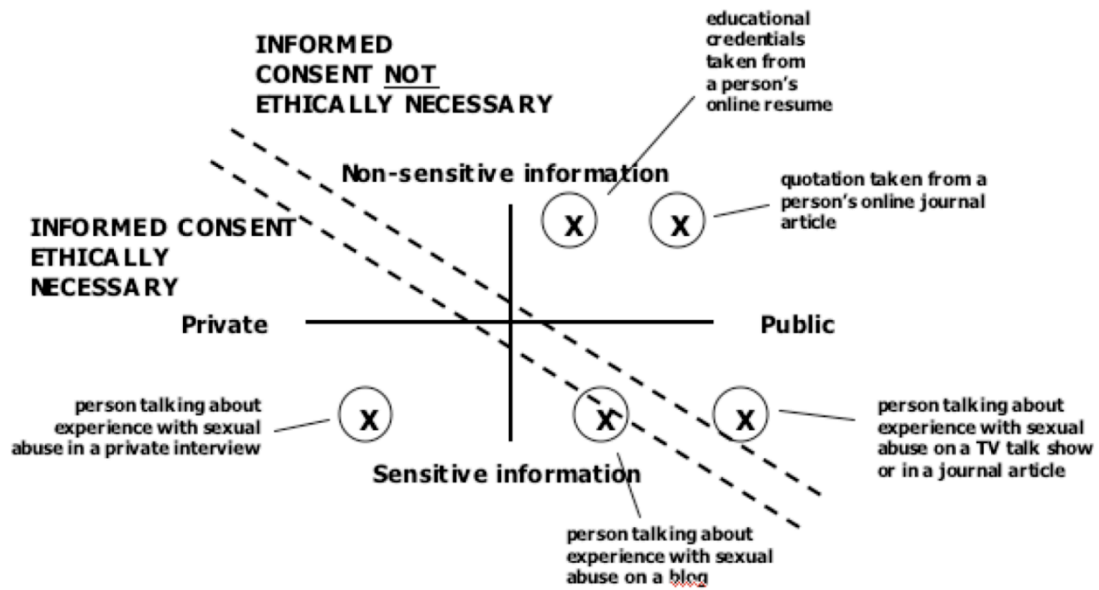 INFORMED
CONSENT NOT
ETHICALLY NECESSARY
educational
credentials
taken from
a person's
online resume
Non-sensitive information
quotation taken from a
person's online journal
article
INFORMED CONSENT
ETHICALLY
NECESSARY
X
X
Private
Public
person talking about
experience with sexual
abuse in a private interview
X
X
X
person talking about
experience with sexual
abuse on a TV talk show
or in a journal article
Sensitive information
person talking about
experience with sexual
abuse on a blog